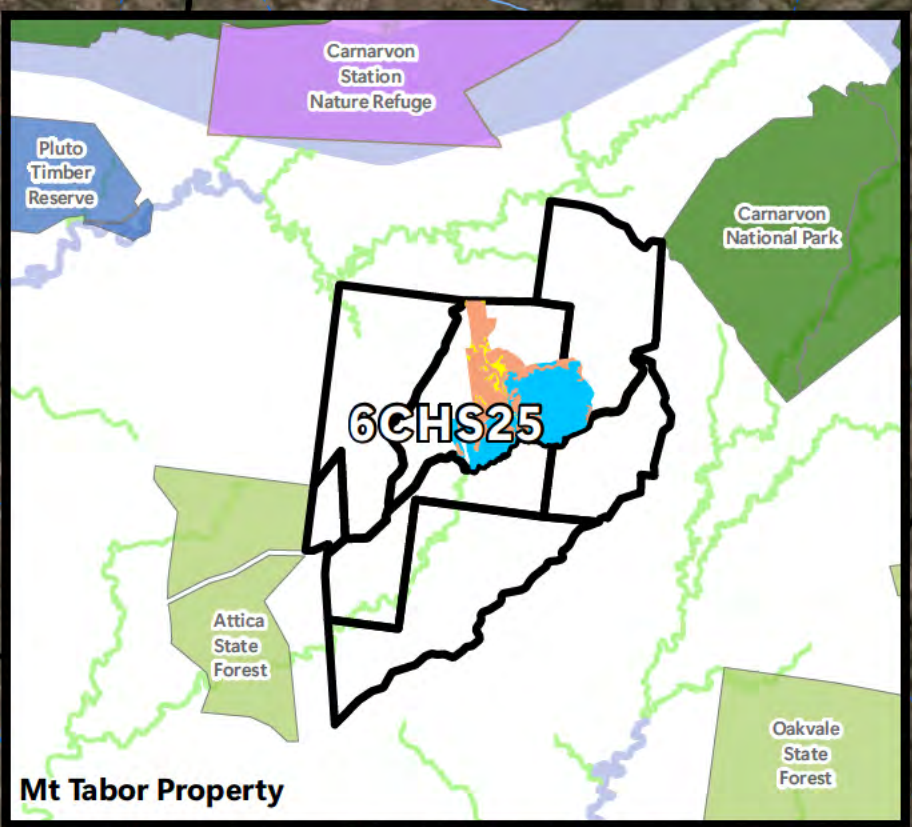 Carnarvon
Station
Nature Refuge
Pluto
Timber
Reserve
Carnarvon
National Park
6CHS25
Attica
State
Forest
Oakvale
State
Forest
Mt Tabor Property